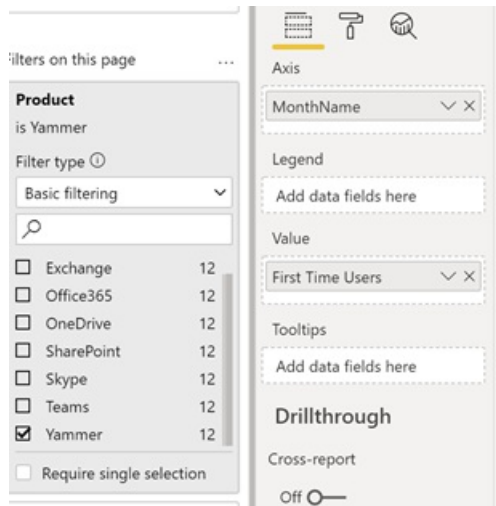 Filters on this page
...
Product
is Yammer
Filter type
Basic filtering
Exchange 12
Office365 12
OneDrive 12
SharePoint 12
Skype 12
Teams 12
Yammer 12
Require single selection
Axis
MonthName
Legend
Add data fields here
Value
First Time Users
Tooltips
Add data fields here
Drillthrough
Cross-report
Off